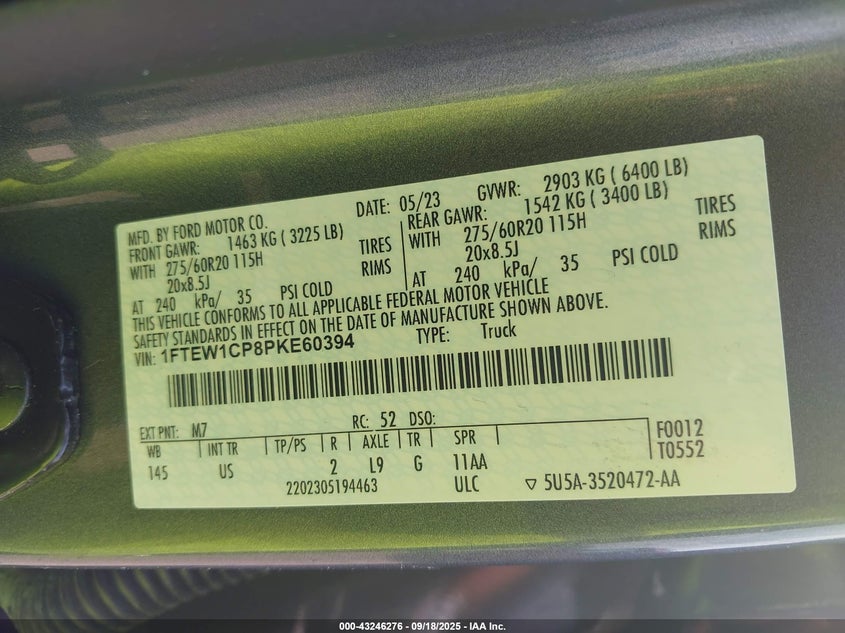 MFD. BY FORD MOTOR CO. DATE: 05/23 GVWR: 2903 KG ( 6400 LB)
FRONT GAWR: 1463 KG ( 3225 LB)
WITH 275/60R20 115H TIRES
20x8.5J RIMS
AT 240 kPa/ 35 PSI COLD
REAR GAWR: 1542 KG ( 3400 LB)
WITH 275/60R20 115H TIRES
20x8.5J RIMS
AT 240 kPa/ 35 PSI COLD
THIS VEHICLE CONFORMS TO ALL APPLICABLE FEDERAL MOTOR VEHICLE
SAFETY STANDARDS IN EFFECT ON THE DATE OF MANUFACTURE SHOWN ABOVE.
VIN: 1FTEW1CP8PKE60394 TYPE: Truck
EXT PNT: M7 RC: 52 DSO:
WB INT TR TP/PS R AXLE TR SPR F0012
145 US 2 L9 G 11AA T0552
2202305194463 ULC ▽ 5U5A-3520472-AA
000-43246276 - 09/18/2025 - IAA Inc.